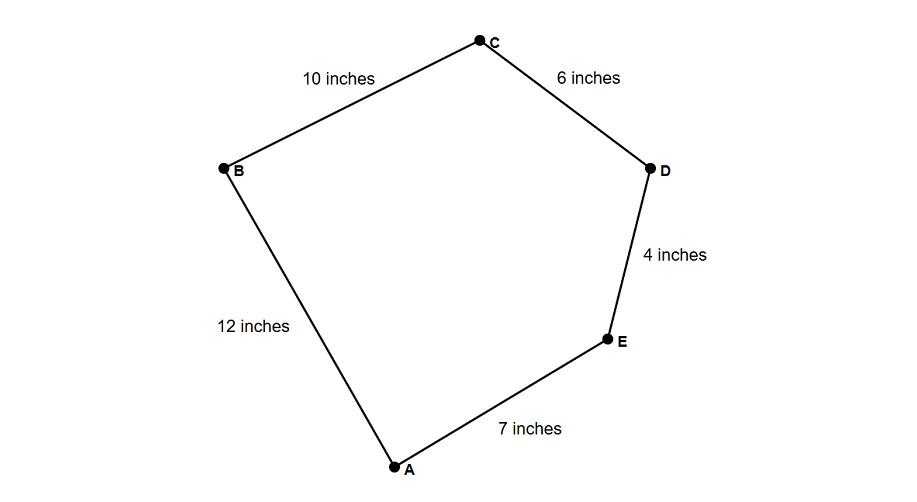 C
10 inches
6 inches
B
D
4 inches
12 inches
E
7 inches
A